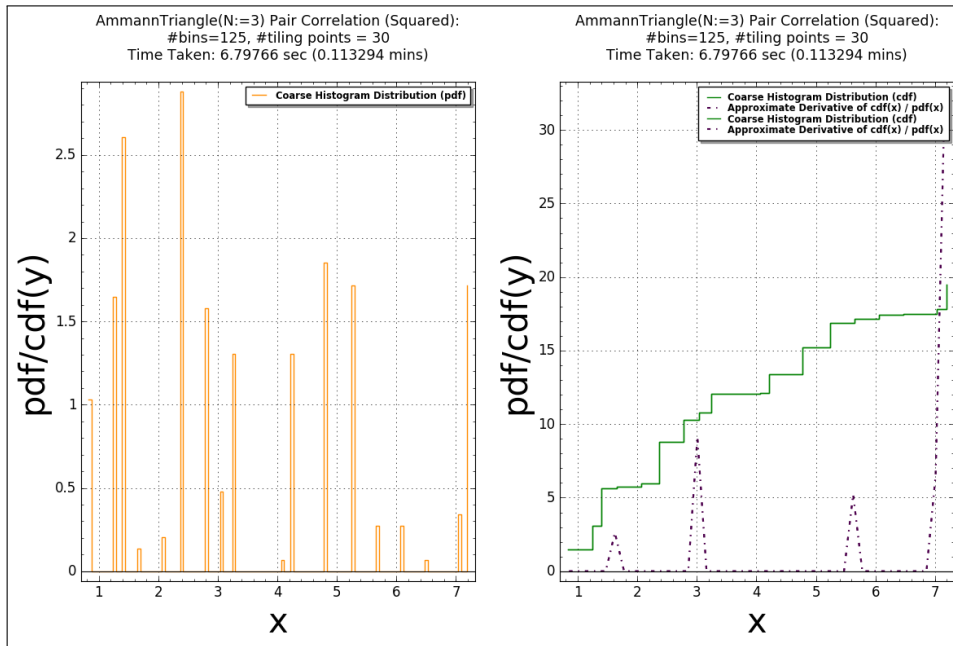 AmmannTriangle(N:=3) Pair Correlation (Squared):
#bins=125, #tiling points = 30
Time Taken: 6.79766 sec (0.113294 mins)
Coarse Histogram Distribution (pdf)
2.5
2
1.5
1
0.5
0
pdf/cdf(y)
1 2 3 4 5 6 7
x
AmmannTriangle(N:=3) Pair Correlation (Squared):
#bins=125, #tiling points = 30
Time Taken: 6.79766 sec (0.113294 mins)
Coarse Histogram Distribution (cdf)
Approximate Derivative of cdf(x) / pdf(x)
Coarse Histogram Distribution (cdf)
Approximate Derivative of cdf(x) / pdf(x)
30
25
20
15
10
5
0
pdf/cdf(y)
1 2 3 4 5 6 7
x